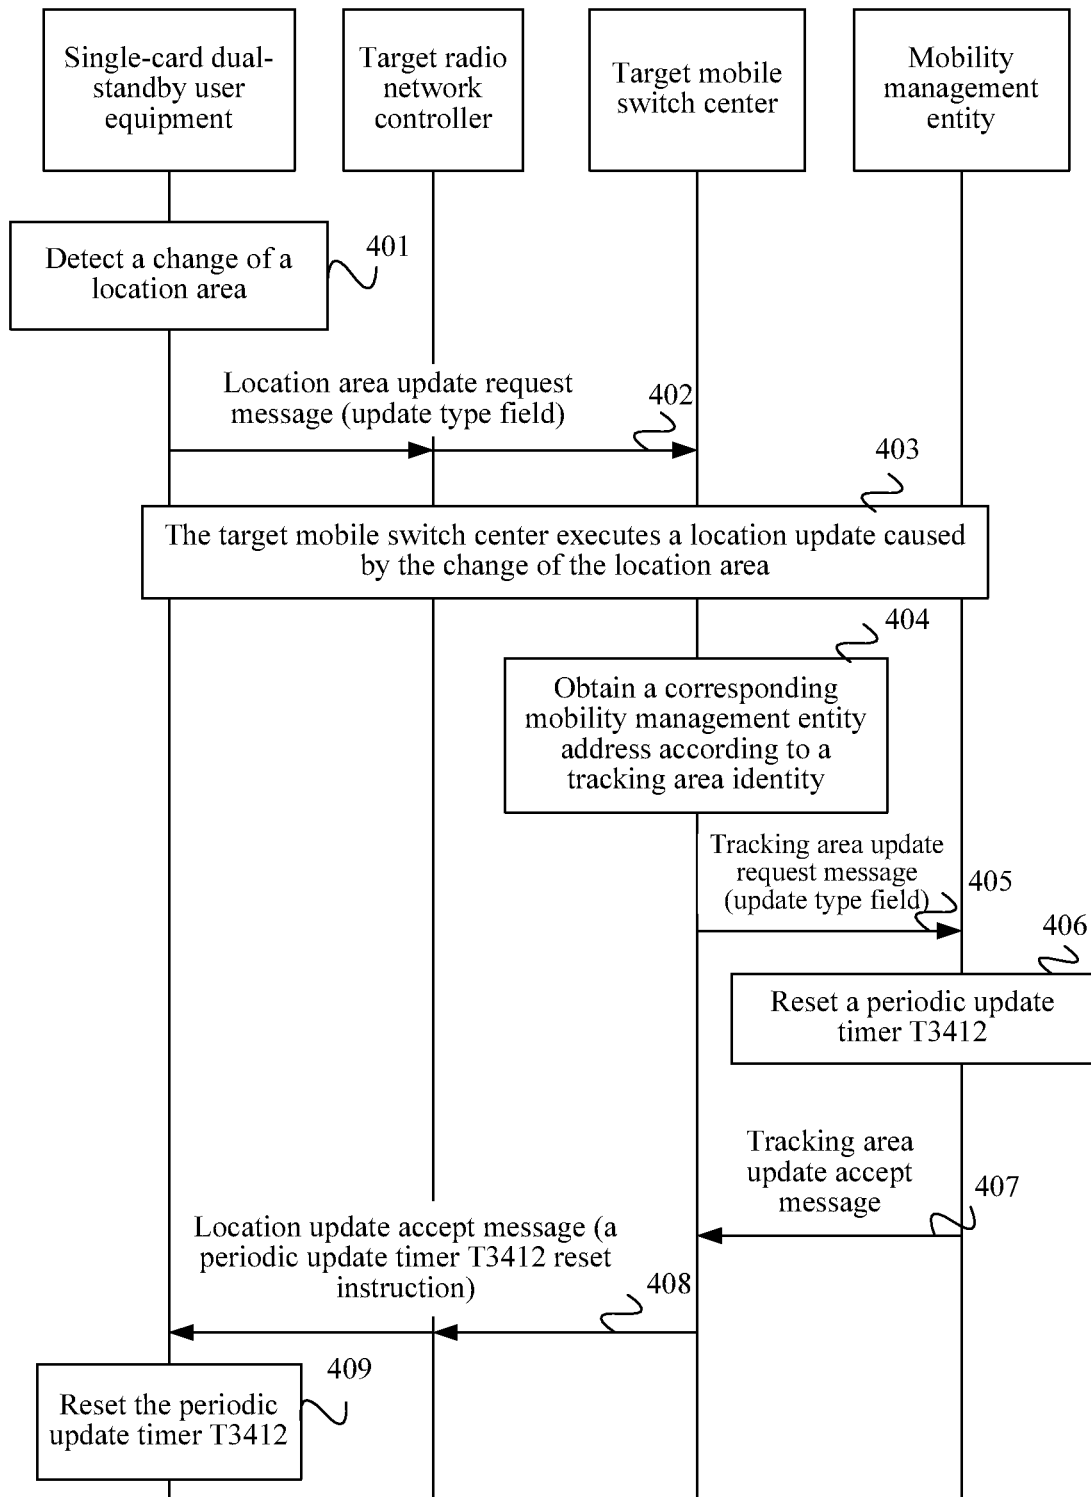 Single-card dual-
standby user
equipment
Target radio
network
controller
Target mobile
switch center
Mobility
management
entity
401
Detect a change of a
location area
Location area update request
message (update type field)
402
403
The target mobile switch center executes a location update caused
by the change of the location area
404
Obtain a corresponding
mobility management entity
address according to a
tracking area identity
Tracking area update
request message
(update type field)
405
406
Reset a periodic update
timer T3412
Tracking area
update accept
message
407
Location update accept message (a
periodic update timer T3412 reset
instruction)
408
409
Reset the periodic
update timer T3412